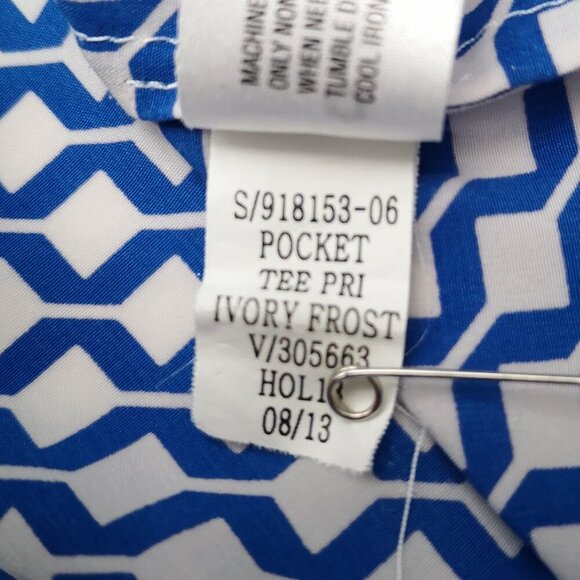 MACHINE
ONLY NON
WHEN NEE
TUMBLE D
COOL IRON
S/918153-06
POCKET
TEE PRI
IVORY FROST
V/305663
HOL1
08/13